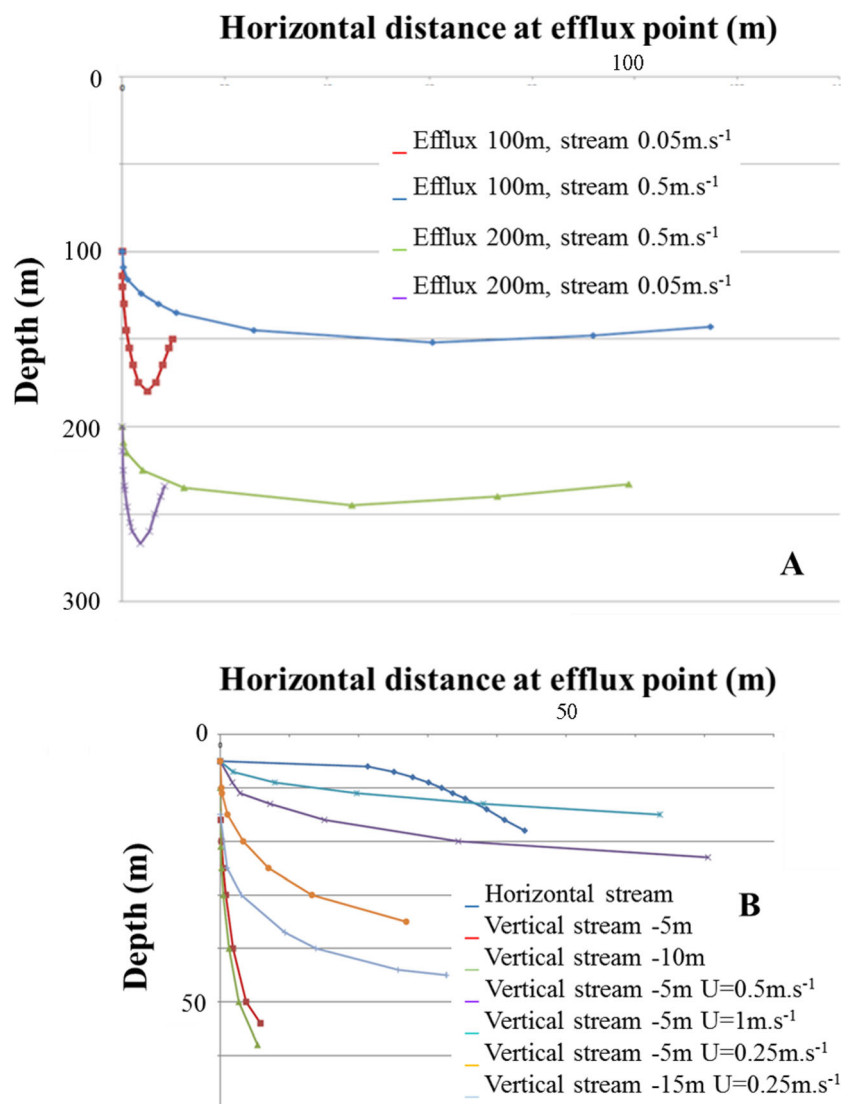 Horizontal distance at efflux point (m)
0
100
0
Efflux 100m, stream 0.05m.s⁻¹
Efflux 100m, stream 0.5m.s⁻¹
Efflux 200m, stream 0.5m.s⁻¹
Efflux 200m, stream 0.05m.s⁻¹
100
200
300
Depth (m)
A
Horizontal distance at efflux point (m)
0
50
0
Horizontal stream
Vertical stream -5m
Vertical stream -10m
Vertical stream -5m U=0.5m.s⁻¹
Vertical stream -5m U=1m.s⁻¹
Vertical stream -5m U=0.25m.s⁻¹
Vertical stream -15m U=0.25m.s⁻¹
B
50
Depth (m)